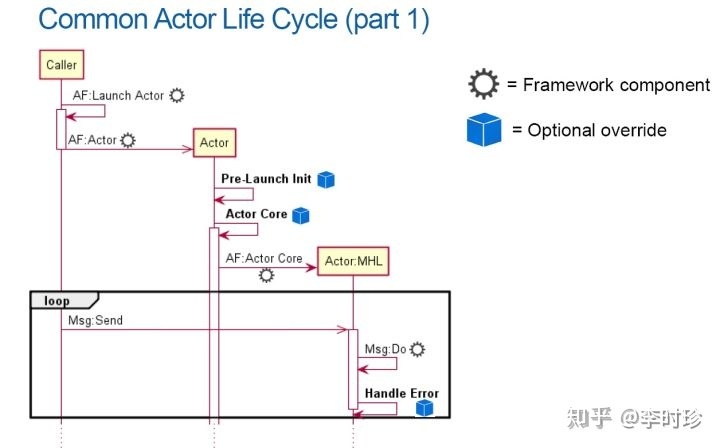 Common Actor Life Cycle (part 1)
Caller
= Framework component
AF:Launch Actor
= Optional override
AF:Actor
Actor
Pre-Launch Init
Actor Core
AF:Actor Core
Actor:MHL
loop
Msg:Send
Msg:Do
Handle Error
知乎 @李时珍